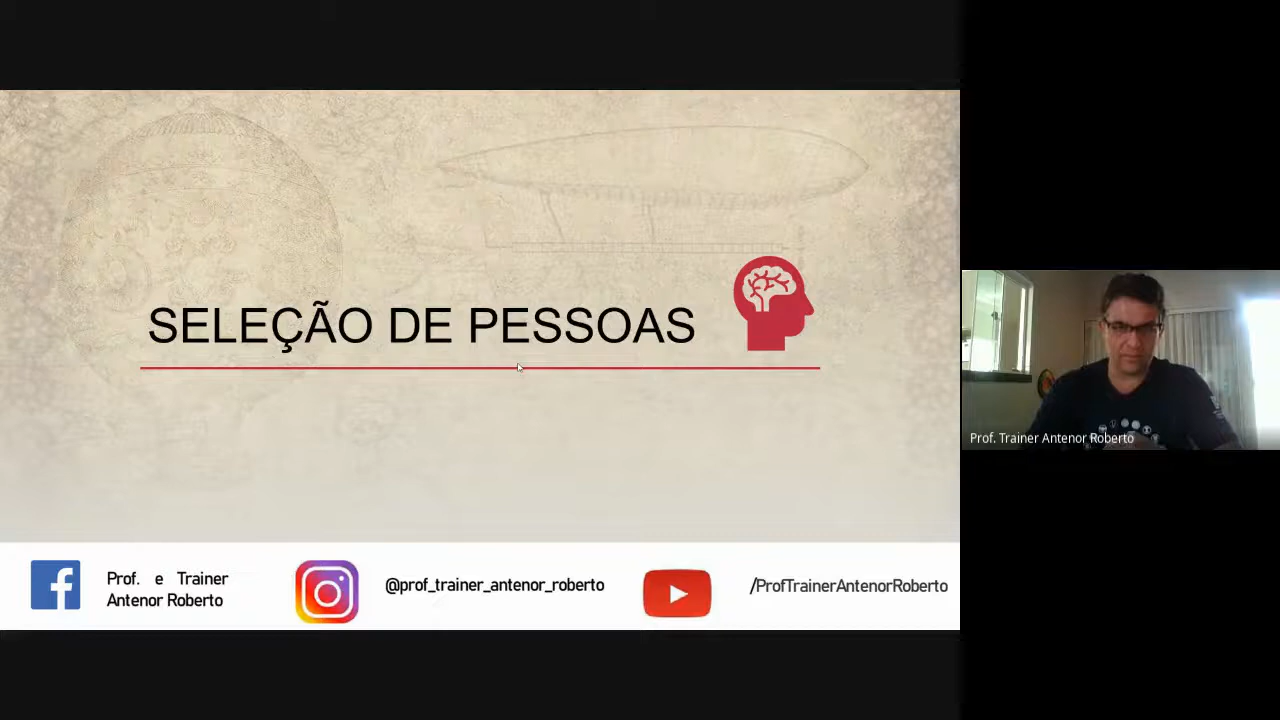 SELEÇÃO DE PESSOAS
Prof. Trainer Antenor Roberto
Prof. e Trainer
Antenor Roberto
@prof_trainer_antenor_roberto
/ProfTrainerAntenorRoberto